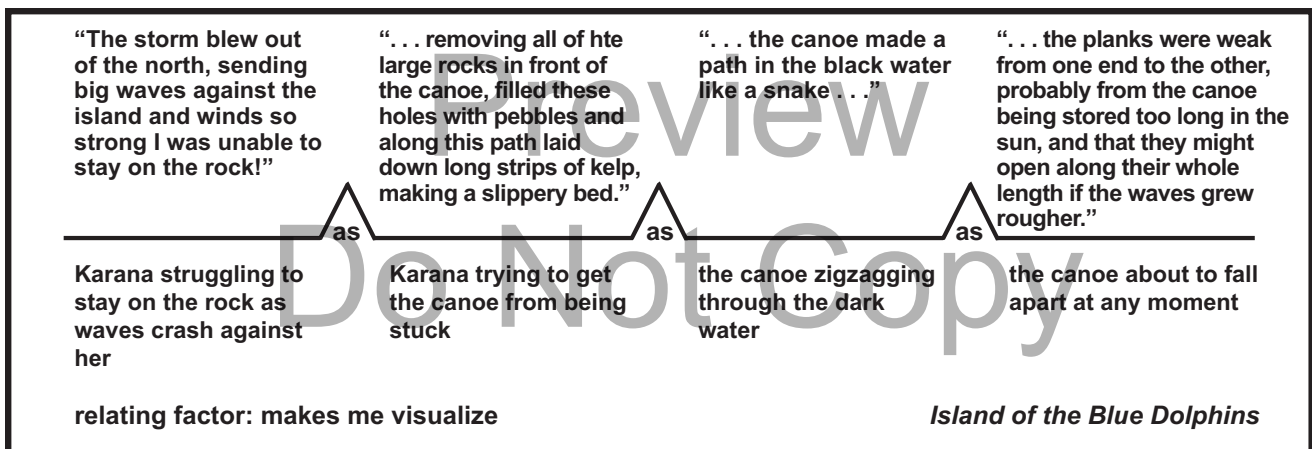 “The storm blew out
of the north, sending
big waves against the
island and winds so
strong I was unable to
stay on the rock!”
“. . . removing all of hte
large rocks in front of
the canoe, filled these
holes with pebbles and
along this path laid
down long strips of kelp,
making a slippery bed.”
“. . . the canoe made a
path in the black water
like a snake . . .”
“. . . the planks were weak
from one end to the other,
probably from the canoe
being stored too long in the
sun, and that they might
open along their whole
length if the waves grew
rougher.”
as
as
as
Karana struggling to
stay on the rock as
waves crash against
her
Karana trying to get
the canoe from being
stuck
the canoe zigzagging
through the dark
water
the canoe about to fall
apart at any moment
relating factor: makes me visualize
Island of the Blue Dolphins
Preview
Do Not Copy